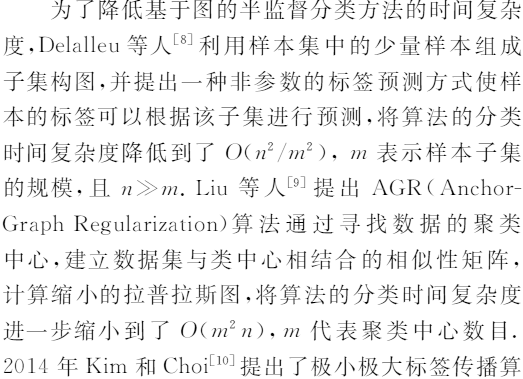 为了降低基于图的半监督分类方法的时间复杂
度,Delalleu 等人[8]利用样本集中的少量样本组成
子集构图,并提出一种非参数的标签预测方式使样
本的标签可以根据该子集进行预测,将算法的分类
时间复杂度降低到了 O(n²/m²), m 表示样本子集
的规模,且 n≫m. Liu 等人[9]提出 AGR(Anchor-
Graph Regularization)算法通过寻找数据的聚类
中心,建立数据集与类中心相结合的相似性矩阵,
计算缩小的拉普拉斯图,将算法的分类时间复杂度
进一步缩小到了 O(m²n),m 代表聚类中心数目.
2014 年 Kim 和 Choi[10]提出了极小极大标签传播算